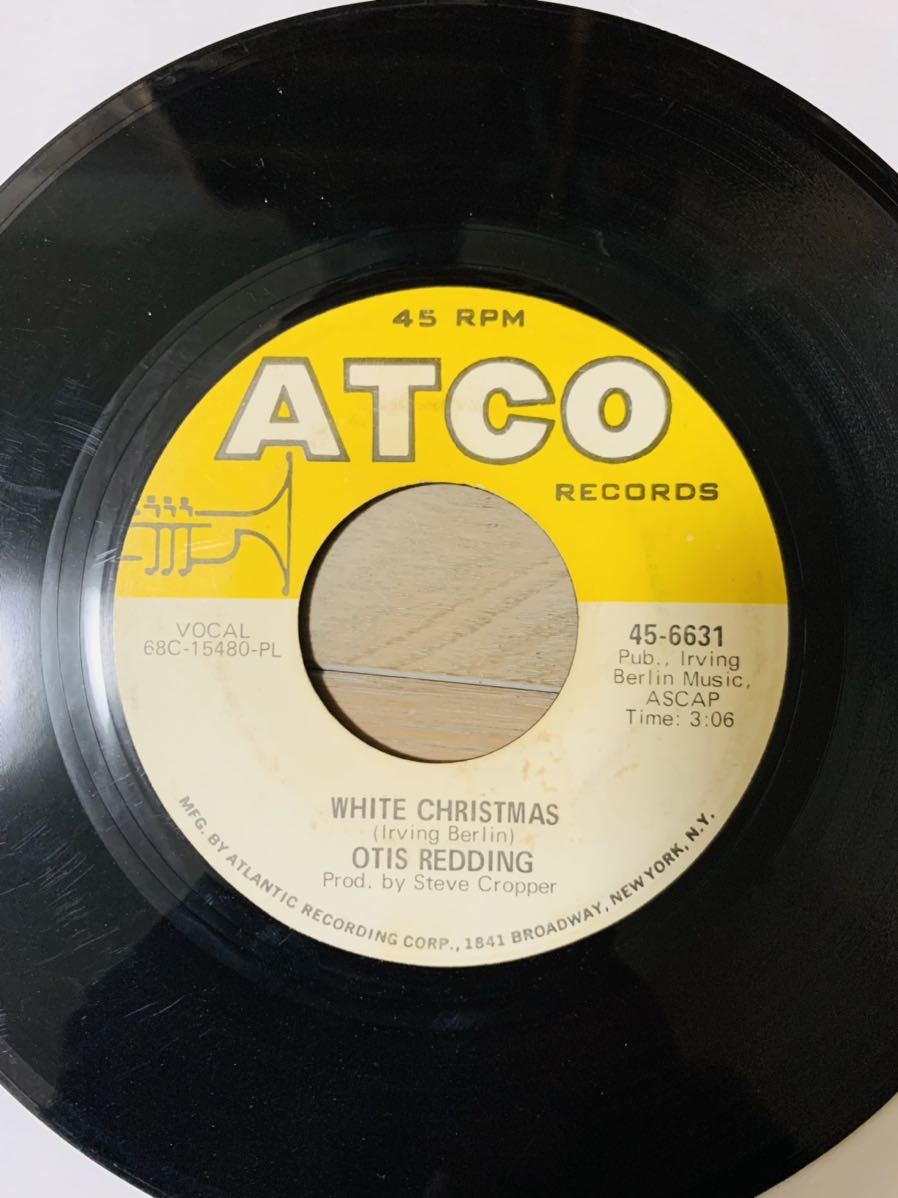 45 RPM
ATCO
RECORDS
VOCAL
68C-15480-PL
45-6631
Pub., Irving
Berlin Music,
ASCAP
Time: 3:06
WHITE CHRISTMAS
(Irving Berlin)
OTIS REDDING
Prod. by Steve Cropper
MFG. BY ATLANTIC RECORDING CORP., 1841 BROADWAY, NEW YORK, N.Y.